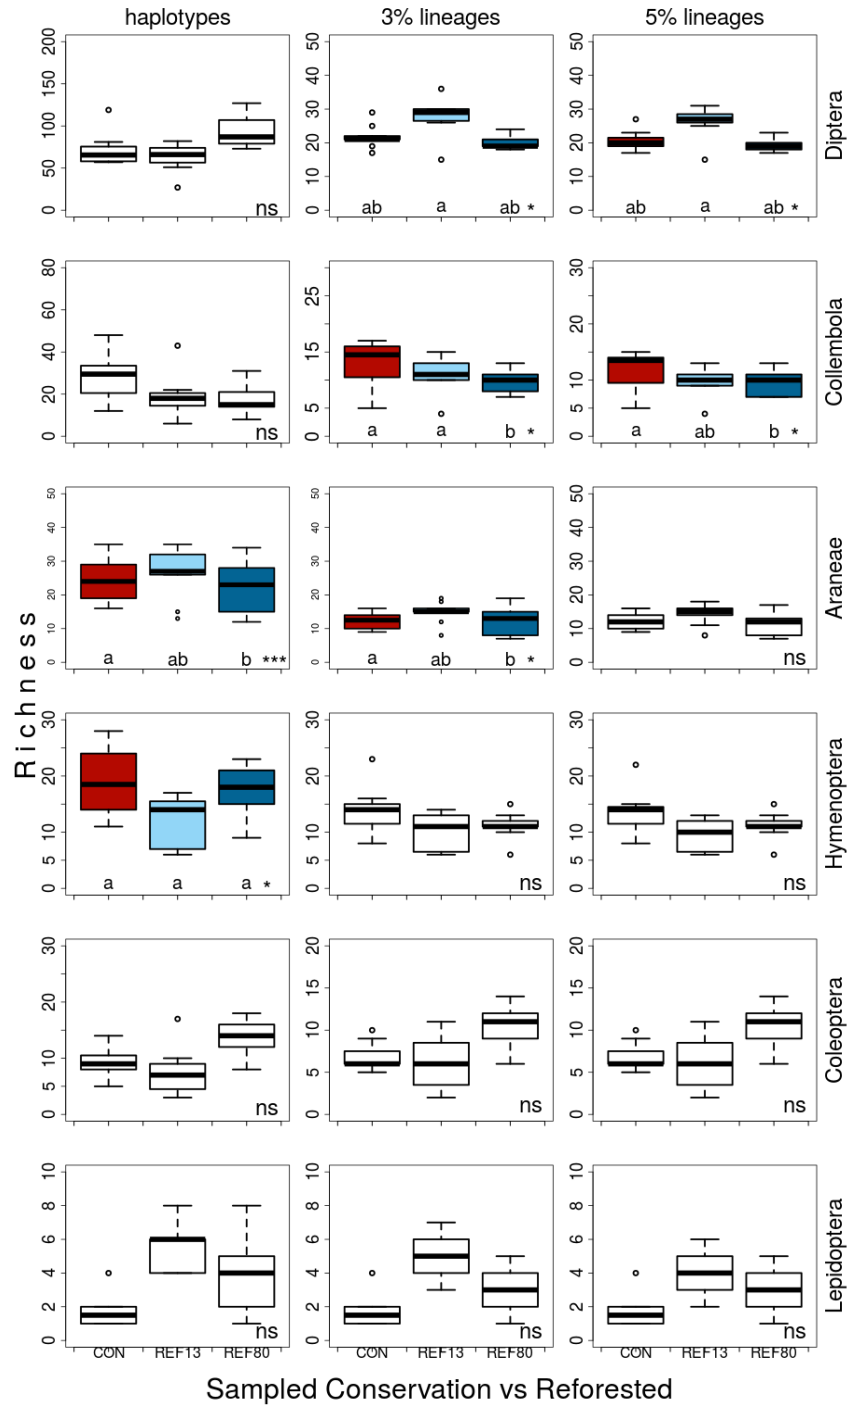 haplotypes 3% lineages 5% lineages
200 150 100 50 0 ns
50 40 30 20 10 0 ab a ab *
50 40 30 20 10 0 ab a ab *
Diptera
80 60 40 20 0 ns
25 15 5 0 a a b *
30 20 10 5 0 a ab b *
Collembola
50 40 30 20 10 0 a ab b ***
50 40 30 20 10 0 a ab b *
50 40 30 20 10 0 ns
Araneae
Richness
30 20 10 5 0 a a a *
30 20 10 5 0 ns
30 20 10 5 0 ns
Hymenoptera
30 20 10 5 0 ns
20 15 10 5 0 ns
20 15 10 5 0 ns
Coleoptera
10 8 6 4 2 0 ns
10 8 6 4 2 0 ns
10 8 6 4 2 0 ns
Lepidoptera
CON REF13 REF80 CON REF13 REF80 CON REF13 REF80
Sampled Conservation vs Reforested